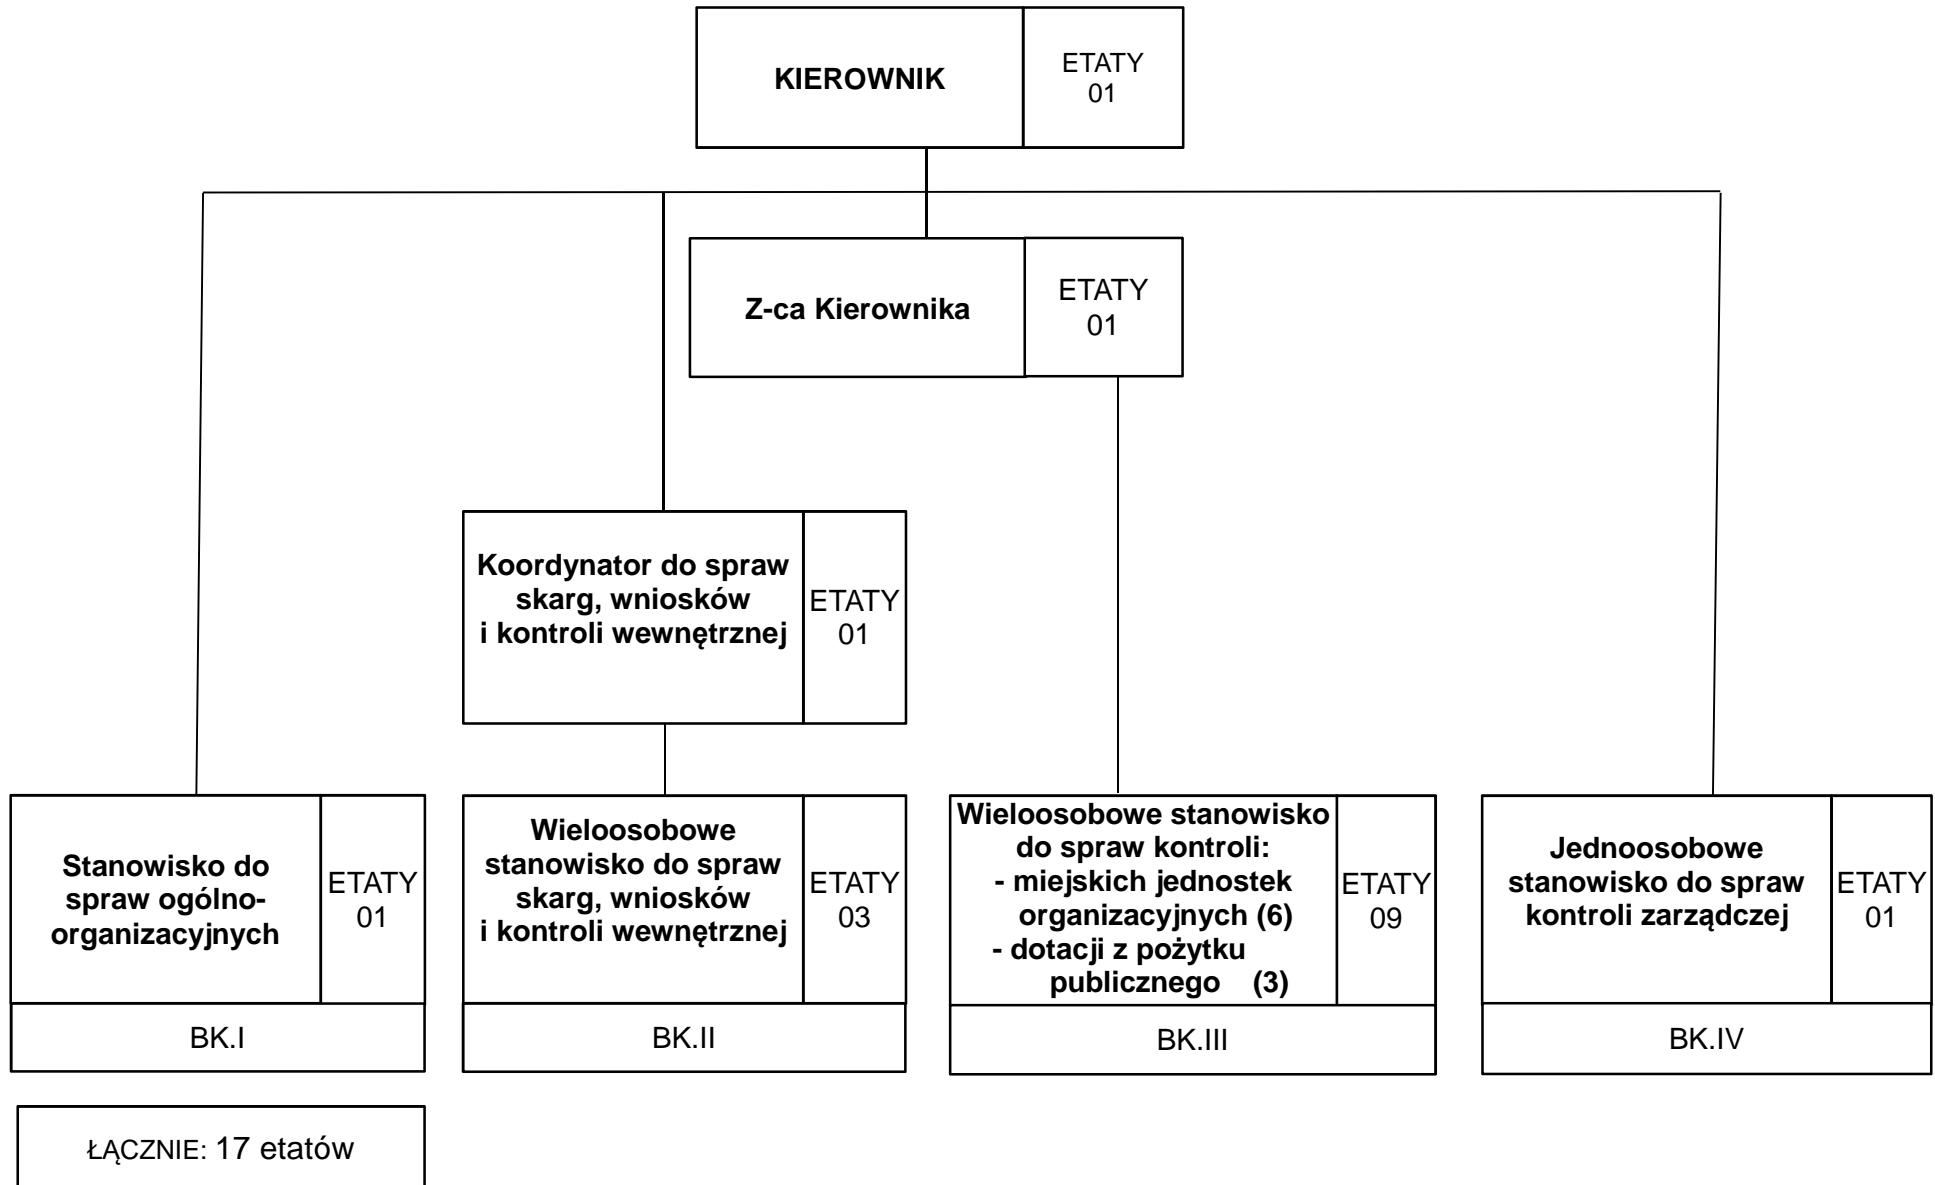 KIEROWNIK
ETATY
01
Z-ca Kierownika
ETATY
01
Koordynator do spraw
skarg, wniosków
i kontroli wewnętrznej
ETATY
01
Stanowisko do
spraw ogólno-
organizacyjnych
ETATY
01
BK.I
Wieloosobowe
stanowisko do spraw
skarg, wniosków
i kontroli wewnętrznej
ETATY
03
BK.II
Wieloosobowe stanowisko
do spraw kontroli:
- miejskich jednostek
organizacyjnych (6)
- dotacji z pożytku
publicznego (3)
ETATY
09
BK.III
Jednoosobowe
stanowisko do spraw
kontroli zarządczej
ETATY
01
BK.IV
ŁĄCZNIE: 17 etatów